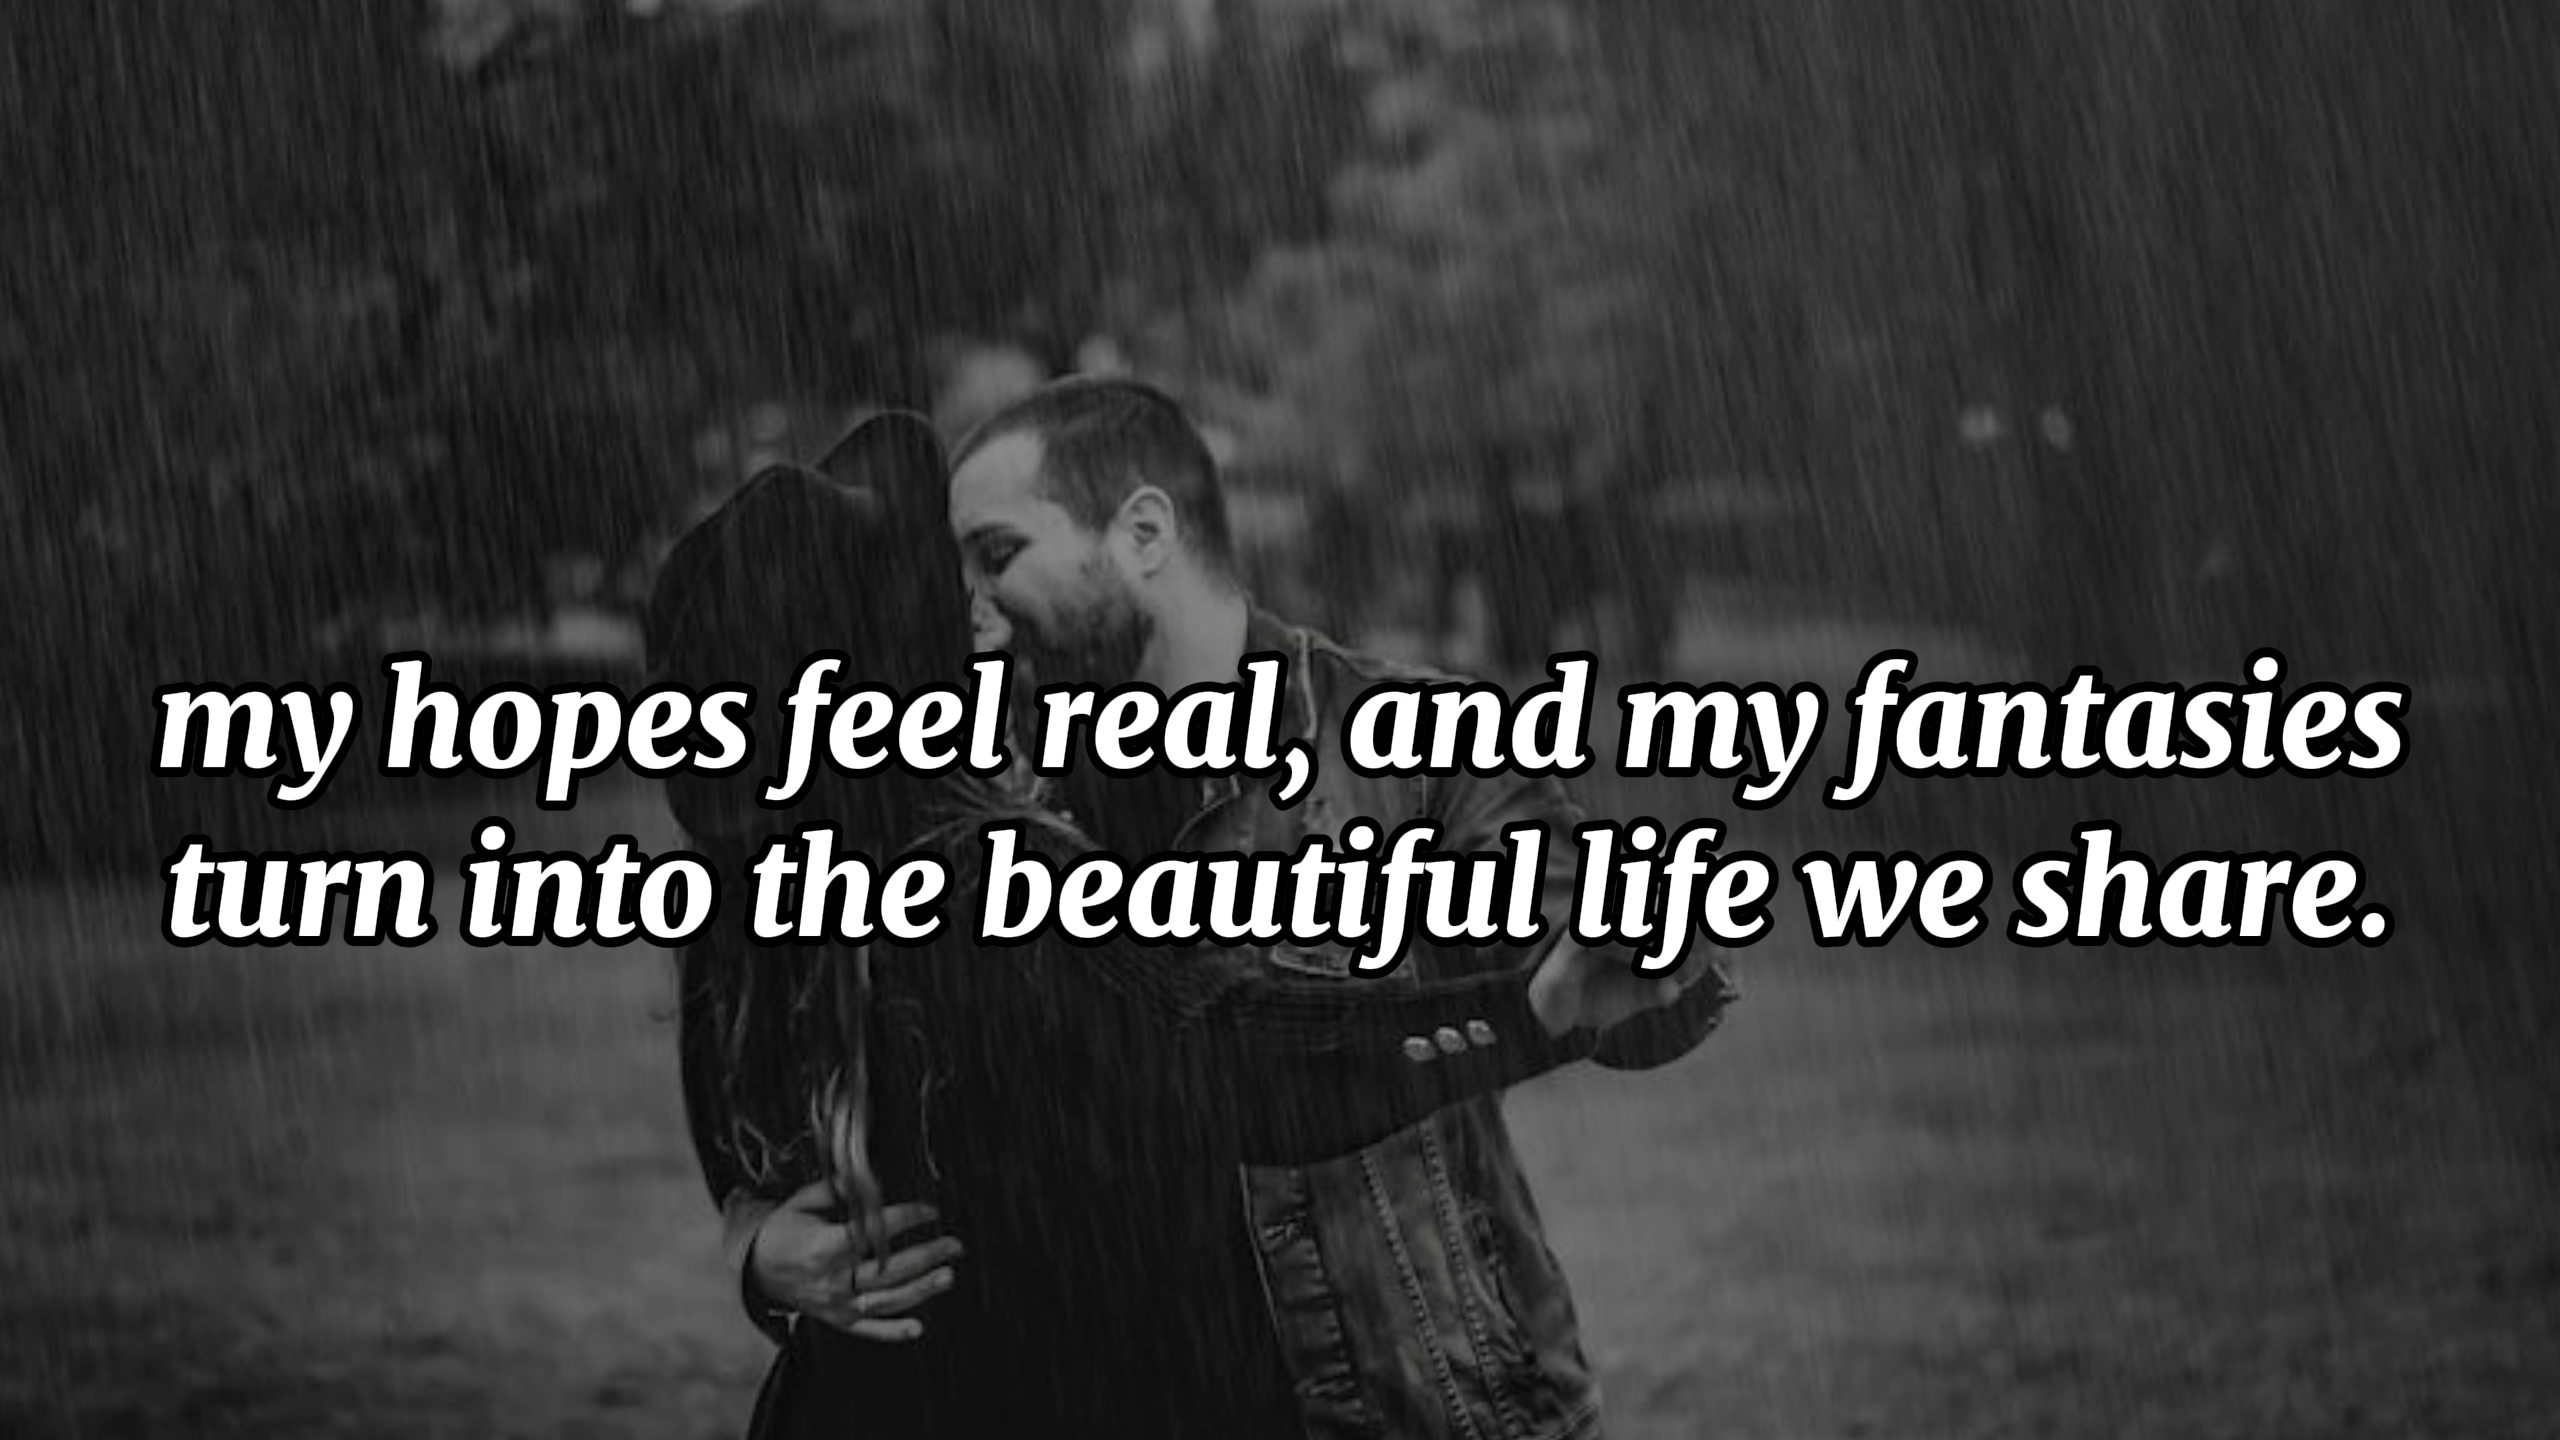 my hopes feel real, and my fantasies
turn into the beautiful life we share.